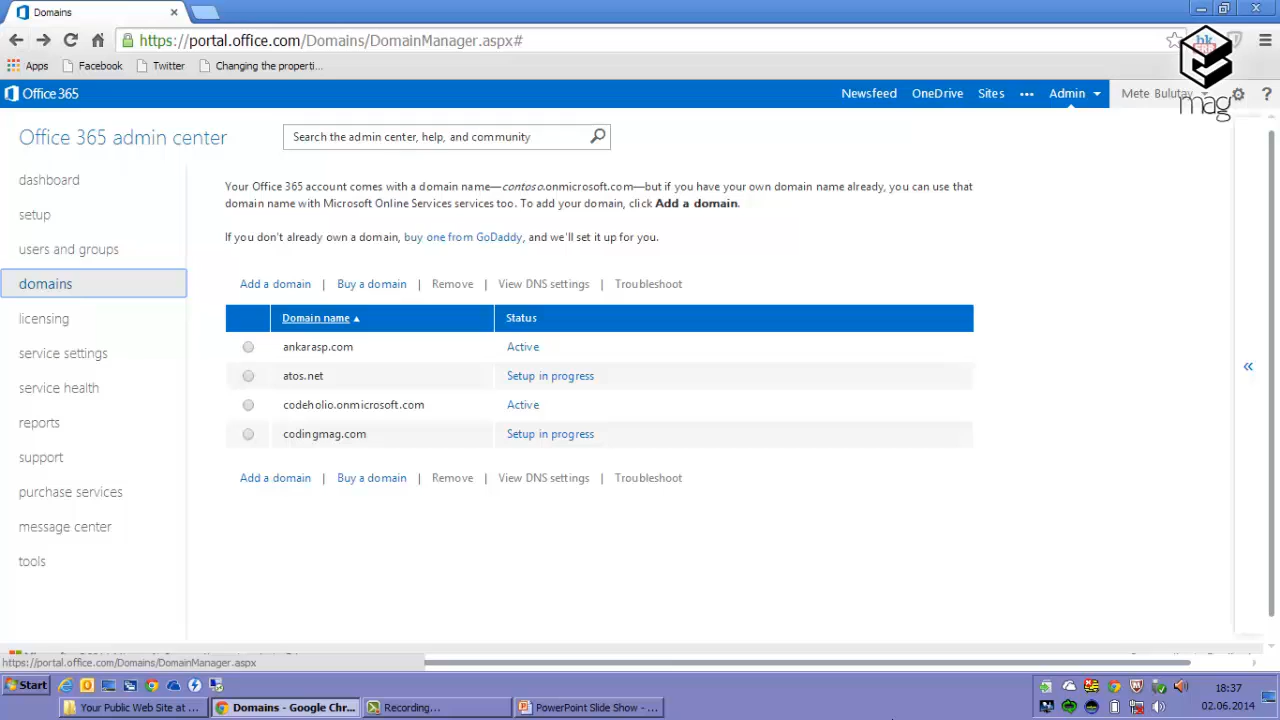 Domains
https://portal.office.com/Domains/DomainManager.aspx#
Apps Facebook Twitter Changing the properti...
mag
Office 365 Newsfeed OneDrive Sites ••• Admin Mete Bulutay ?
Office 365 admin center
Search the admin center, help, and community
dashboard
setup
users and groups
domains
licensing
service settings
service health
reports
support
purchase services
message center
tools
Your Office 365 account comes with a domain name—contoso.onmicrosoft.com—but if you have your own domain name already, you can use that
domain name with Microsoft Online Services services too. To add your domain, click Add a domain.
If you don't already own a domain, buy one from GoDaddy, and we'll set it up for you.
Add a domain | Buy a domain | Remove | View DNS settings | Troubleshoot
Domain name Status
ankarasp.com Active
atos.net Setup in progress
codeholio.onmicrosoft.com Active
codingmag.com Setup in progress
Add a domain | Buy a domain | Remove | View DNS settings | Troubleshoot
«
https://portal.office.com/Domains/DomainManager.aspx
Start
Your Public Web Site at ... Domains - Google Chr... Recording... PowerPoint Slide Show - ...
18:37
02.06.2014